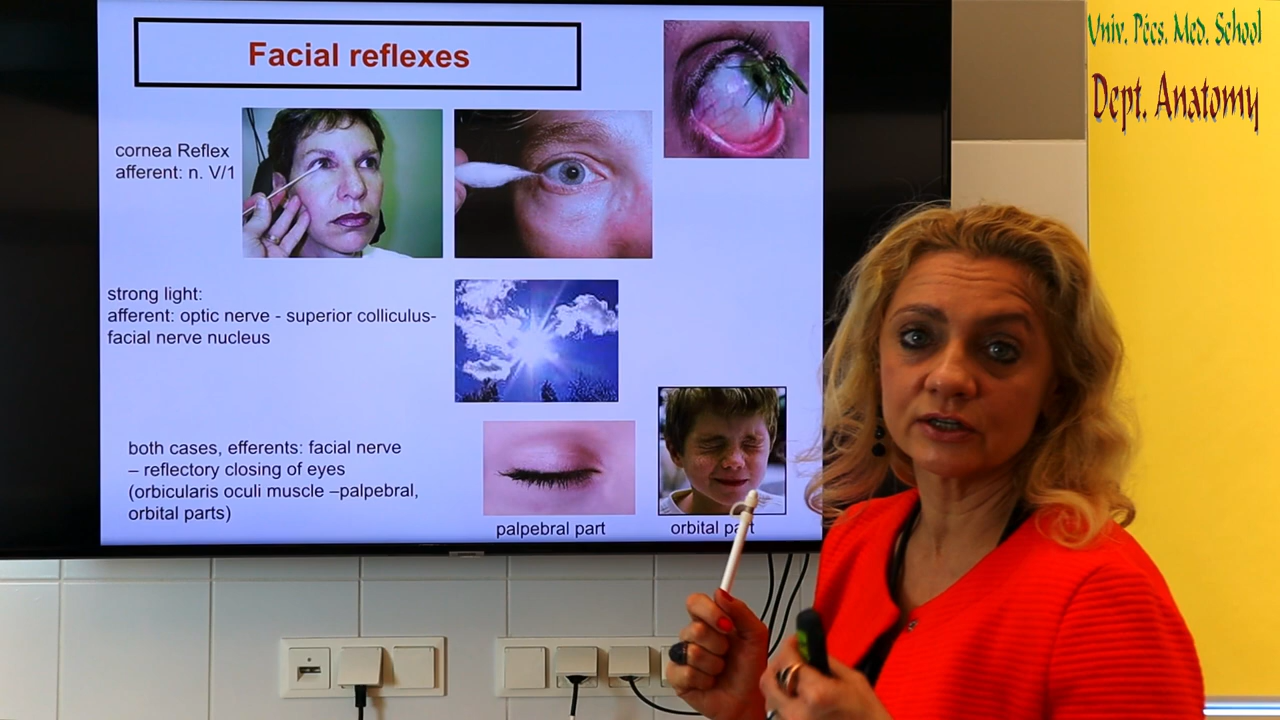 Univ. Pécs. Med. School
Dept. Anatomy
Facial reflexes
cornea Reflex
afferent: n. V/1
strong light:
afferent: optic nerve - superior colliculus-
facial nerve nucleus
both cases, efferents: facial nerve
– reflectory closing of eyes
(orbicularis oculi muscle –palpebral,
orbital parts)
palpebral part
orbital part